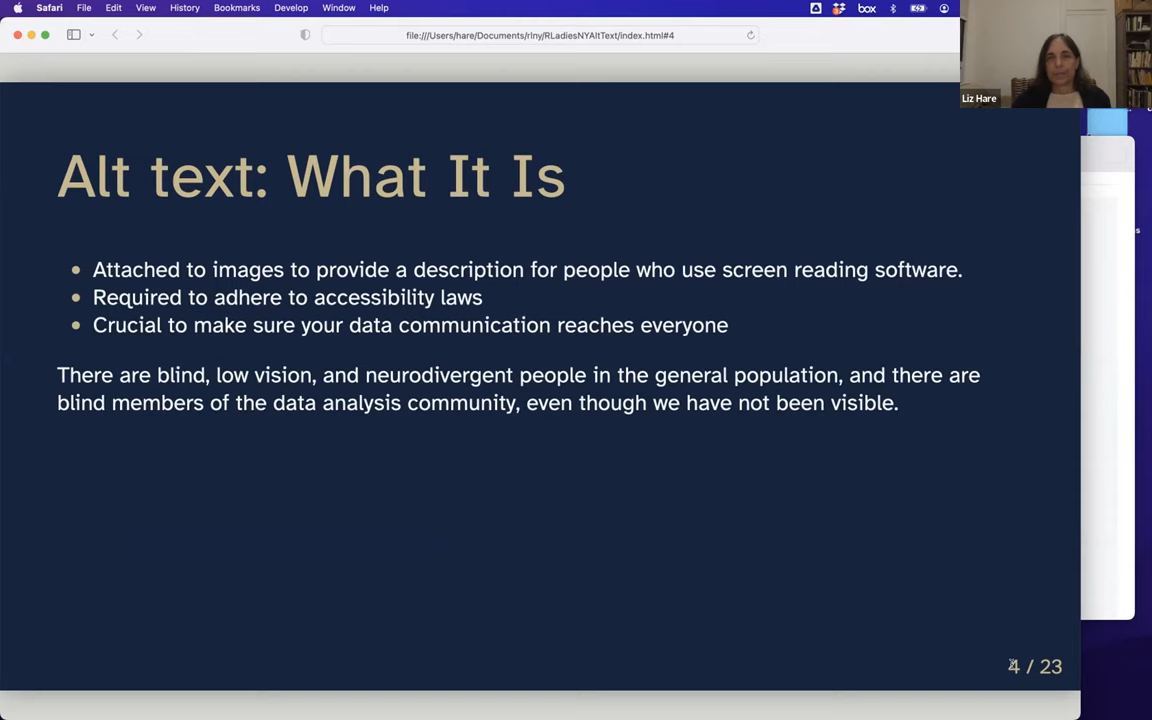 Safari File Edit View History Bookmarks Develop Window Help box
file:///Users/hare/Documents/rlny/RLadiesNYAltText/index.html#4
Liz Hare
Alt text: What It Is
Attached to images to provide a description for people who use screen reading software.
Required to adhere to accessibility laws
Crucial to make sure your data communication reaches everyone
There are blind, low vision, and neurodivergent people in the general population, and there are
blind members of the data analysis community, even though we have not been visible.
4 / 23